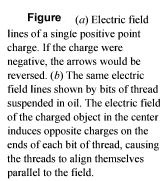 Figure (a) Electric field
lines of a single positive point
charge. If the charge were
negative, the arrows would be
reversed. (b) The same electric
field lines shown by bits of thread
suspended in oil. The electric field
of the charged object in the center
induces opposite charges on the
ends of each bit of thread, causing
the threads to align themselves
parallel to the field.